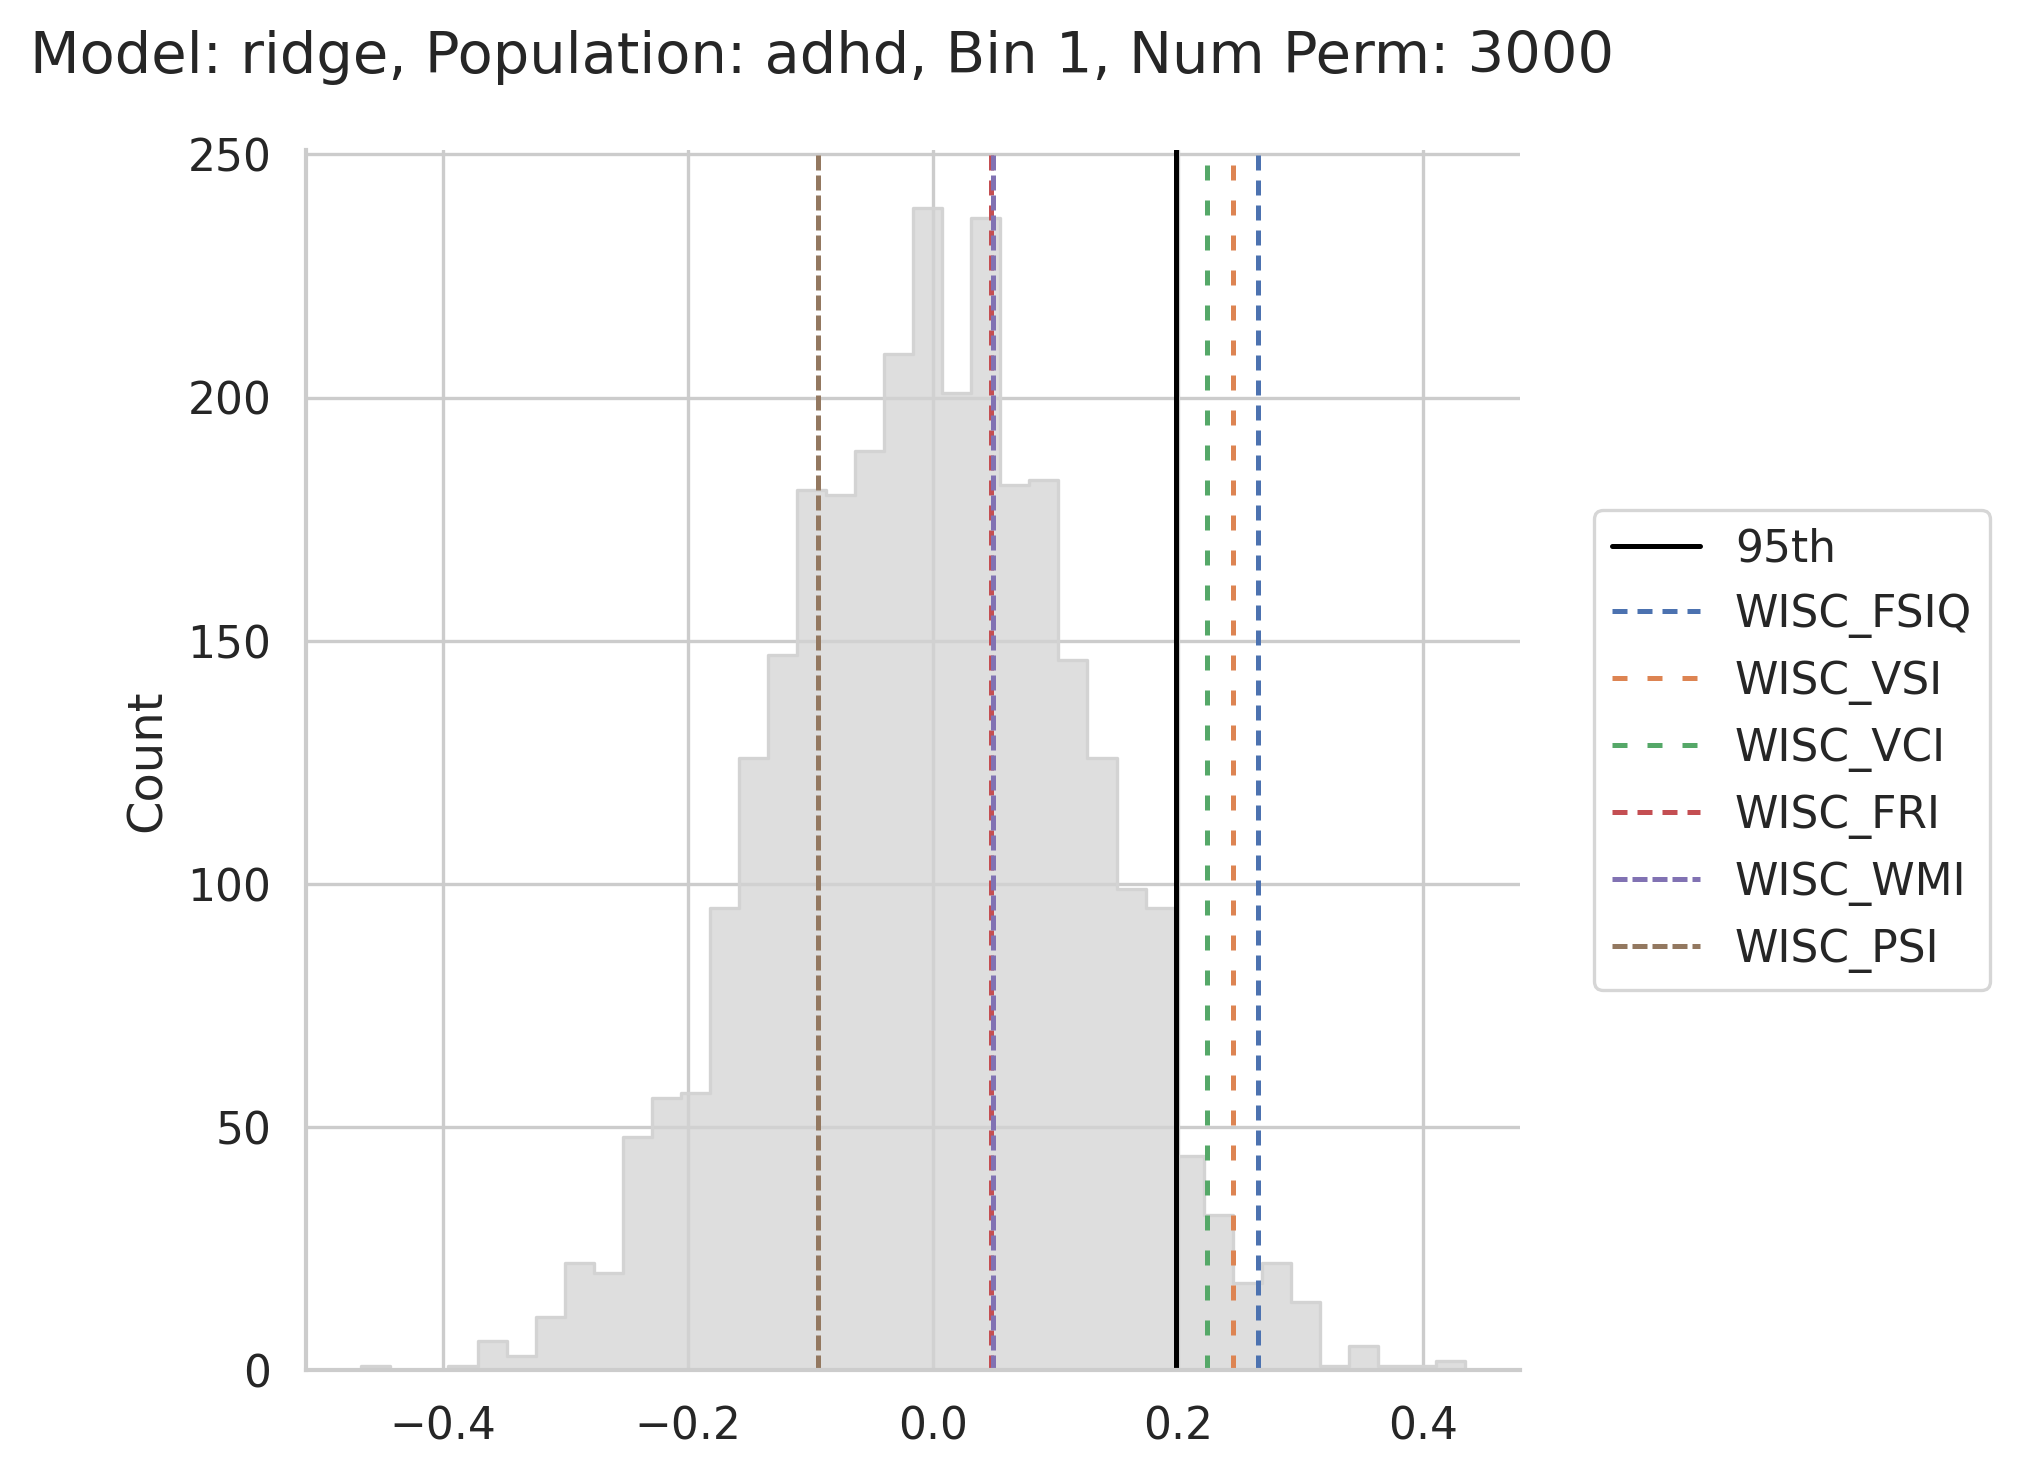 Model: ridge, Population: adhd, Bin 1, Num Perm: 3000
250
200
150
100
50
0
Count
−0.4
−0.2
0.0
0.2
0.4
95th
WISC_FSIQ
WISC_VSI
WISC_VCI
WISC_FRI
WISC_WMI
WISC_PSI